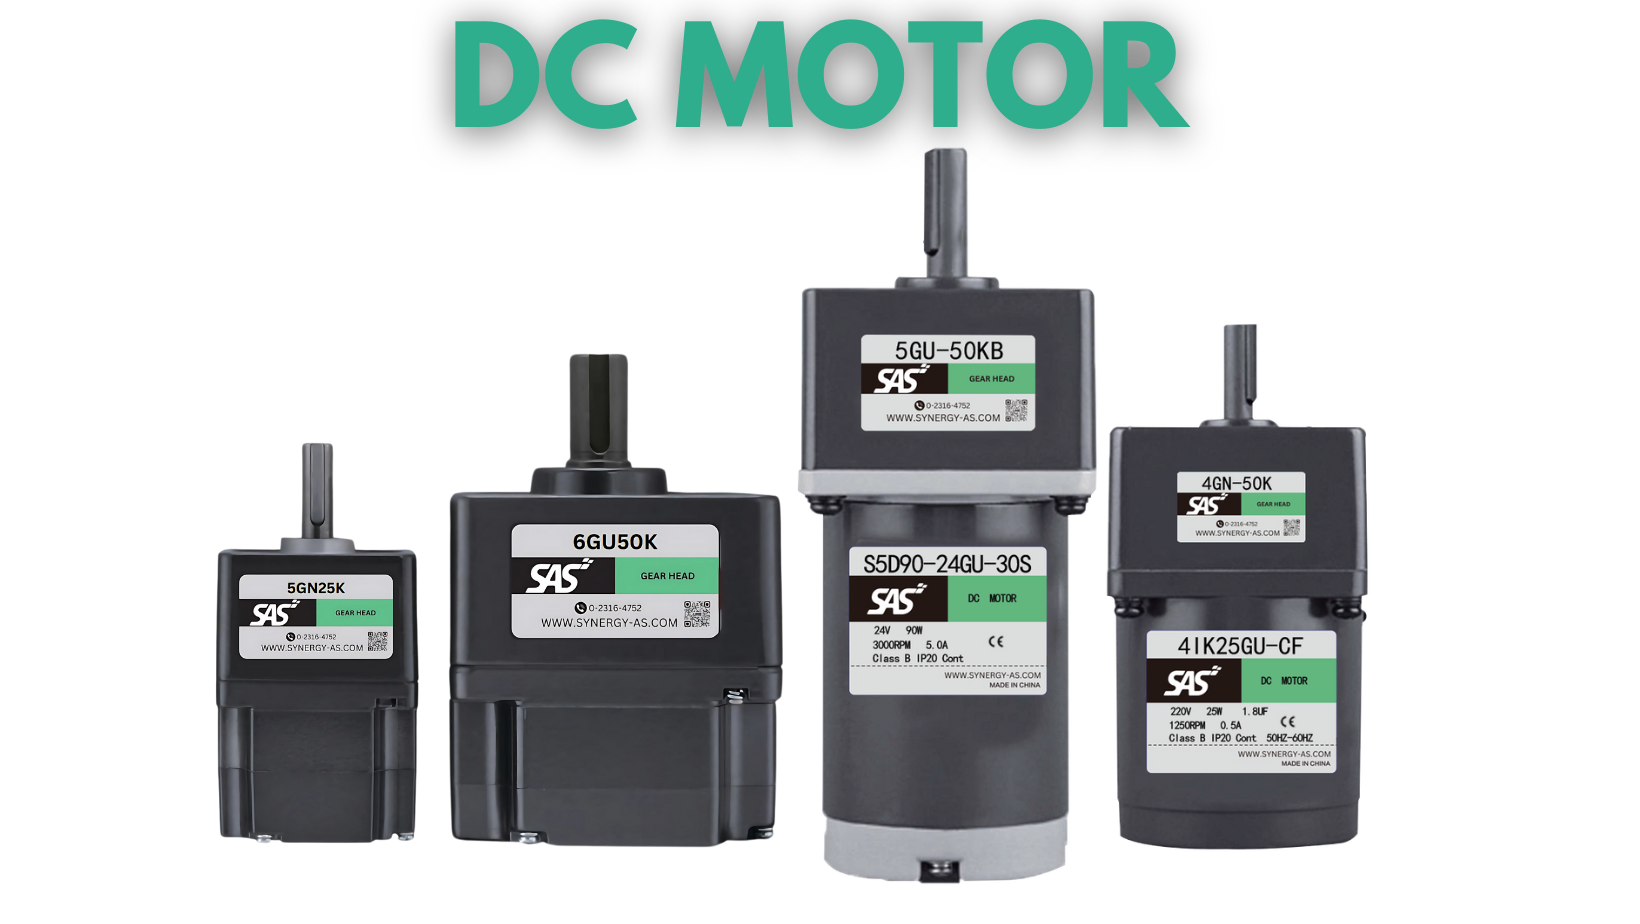 DC MOTOR
5GN25K
SAS
GEAR HEAD
0-2316-4752
WWW.SYNERGY-AS.COM
6GU50K
SAS
GEAR HEAD
0-2316-4752
WWW.SYNERGY-AS.COM
5GU-50KB
SAS
GEAR HEAD
0-2316-4752
WWW.SYNERGY-AS.COM
S5D90-24GU-30S
SAS
DC MOTOR
24V 90W
3000RPM 5.0A
CE
Class B IP20 Cont
WWW.SYNERGY-AS.COM
MADE IN CHINA
4GN-50K
SAS
GEAR HEAD
0-2316-4752
WWW.SYNERGY-AS.COM
4IK25GU-CF
SAS
DC MOTOR
220V 25W 1.8UF
1250RPM 0.5A
CE
Class B IP20 Cont 50HZ-60HZ
WWW.SYNERGY-AS.COM
MADE IN CHINA